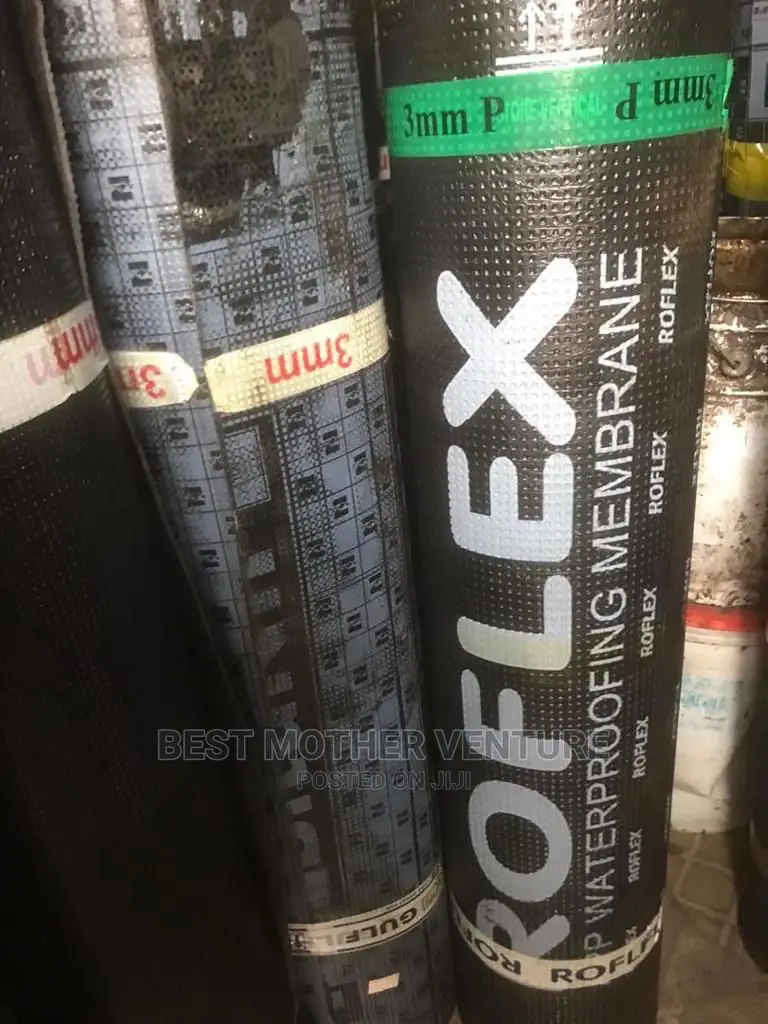 3mm P
3mm P
3mm
3mm
3mm
ROFLEX
WATERPROOFING MEMBRANE
ROFLEX
ROFLEX
ROFLEX
ROFLEX
ROFLEX
BEST MOTHER VENTURE
POSTED ON JIJI
ROFLEX